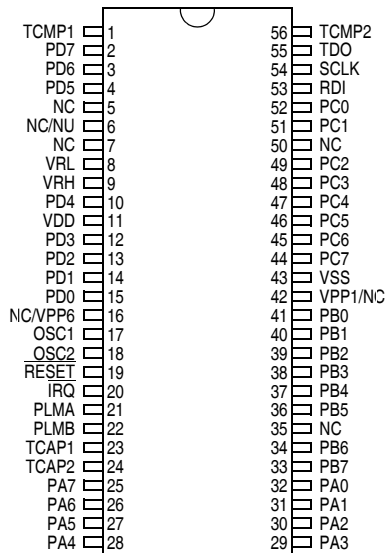 TCMP1 1 56 TCMP2
PD7 2 55 TDO
PD6 3 54 SCLK
PD5 4 53 RDI
NC 5 52 PC0
NC/NU 6 51 PC1
NC 7 50 NC
VRL 8 49 PC2
VRH 9 48 PC3
PD4 10 47 PC4
VDD 11 46 PC5
PD3 12 45 PC6
PD2 13 44 PC7
PD1 14 43 VSS
PD0 15 42 VPP1/NC
NC/VPP6 16 41 PB0
OSC1 17 40 PB1
OSC2 18 39 PB2
RESET 19 38 PB3
IRQ 20 37 PB4
PLMA 21 36 PB5
PLMB 22 35 NC
TCAP1 23 34 PB6
TCAP2 24 33 PB7
PA7 25 32 PA0
PA6 26 31 PA1
PA5 27 30 PA2
PA4 28 29 PA3